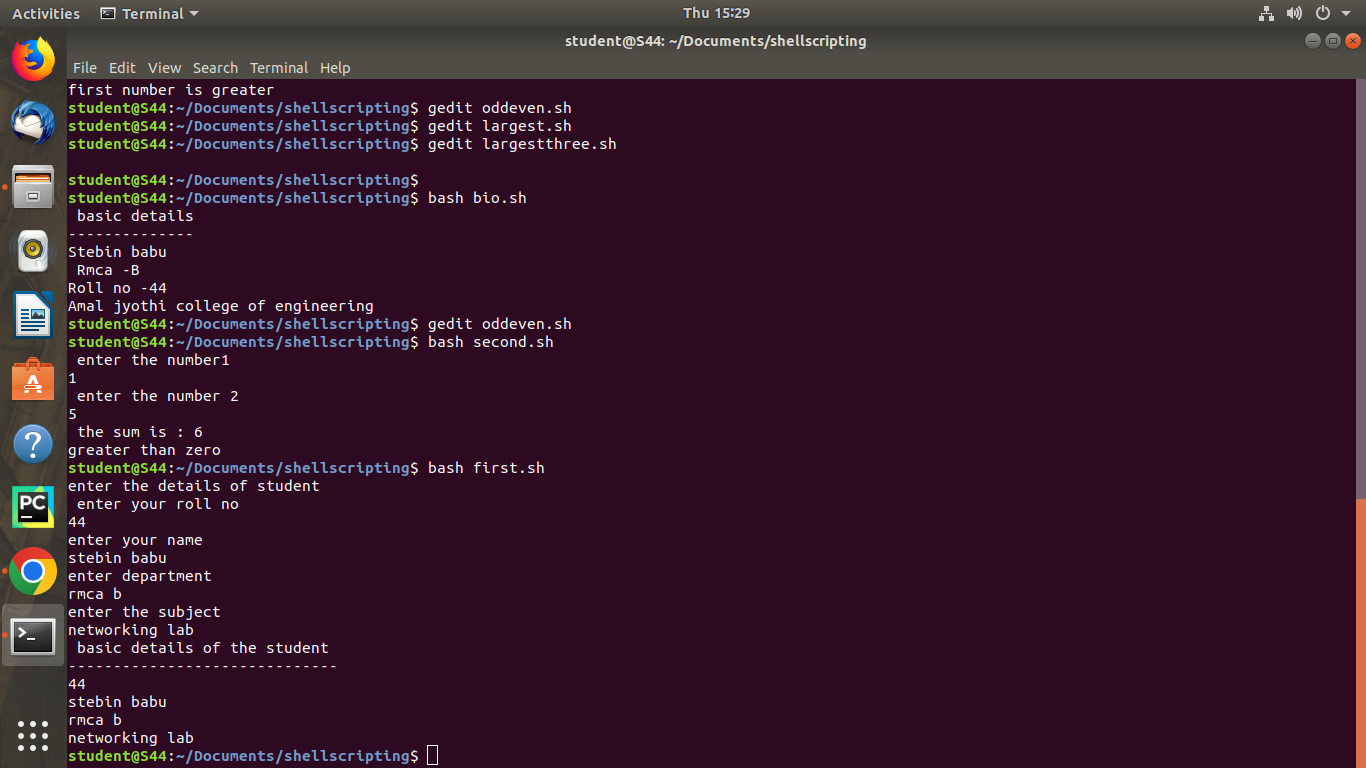 Activities
Terminal
Thu 15:29
student@S44: ~/Documents/shellscripting
File Edit View Search Terminal Help
first number is greater
student@S44:~/Documents/shellscripting$ gedit oddeven.sh
student@S44:~/Documents/shellscripting$ gedit largest.sh
student@S44:~/Documents/shellscripting$ gedit largestthree.sh
student@S44:~/Documents/shellscripting$
student@S44:~/Documents/shellscripting$ bash bio.sh
 basic details
--------------
Stebin babu
 Rmca -B
Roll no -44
Amal jyothi college of engineering
student@S44:~/Documents/shellscripting$ gedit oddeven.sh
student@S44:~/Documents/shellscripting$ bash second.sh
 enter the number1
1
 enter the number 2
5
 the sum is : 6
greater than zero
student@S44:~/Documents/shellscripting$ bash first.sh
enter the details of student
 enter your roll no
44
enter your name
stebin babu
enter department
rmca b
enter the subject
networking lab
 basic details of the student
------------------------------
44
stebin babu
rmca b
networking lab
student@S44:~/Documents/shellscripting$
PC